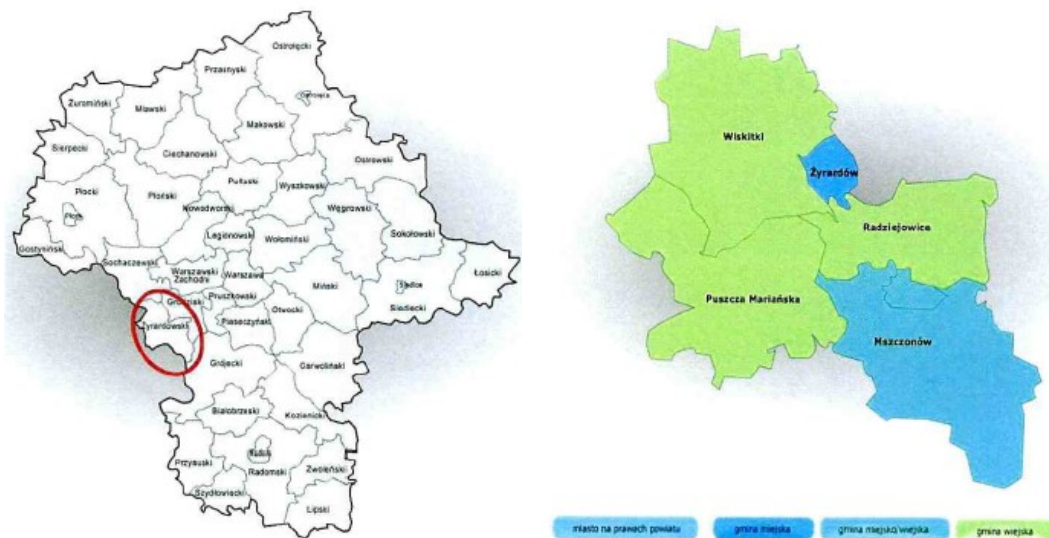 Ostrołęcki
Przasnyski
Żuromiński
Mławski
Makowski
Sierpecki
Ciechanowski
Ostrowski
Płocki
Płoński
Pułtuski
Wyszkowski
Nowodworski
Węgrowski
Legionowski
Wołomiński
Sokołowski
Gostyniński
Sochaczewski
Warszawski
Zachodni
Warszawa
Łosicki
Miński
Siedlce
Siedlecki
Grodziski
Pruszkowski
Otwocki
Żyrardowski
Piaseczyński
Grójecki
Garwoliński
Białobrzeski
Kozienicki
Radom
Przysuski
Radomski
Zwoleński
Szydłowiecki
Lipski
Wiskitki
Żyrardów
Radziejowice
Puszcza Mariańska
Mszczonów
miasto na prawach powiatu
gmina miejska
gmina miejsko/wiejska
gmina wiejska